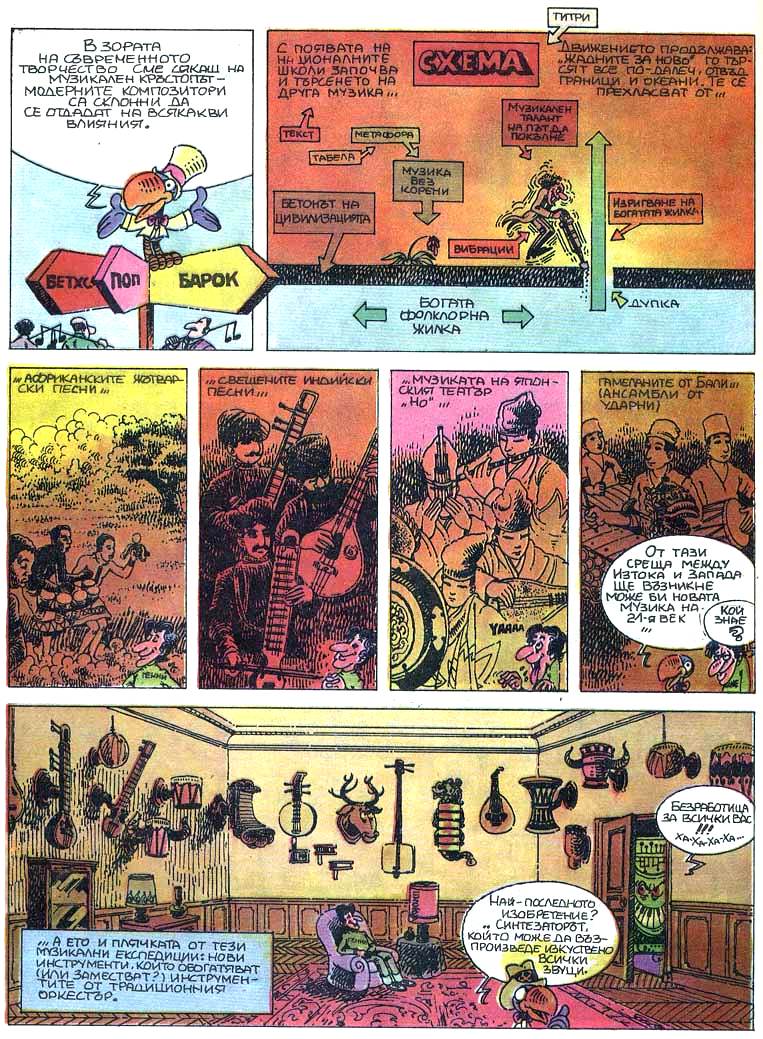 В ЗОРАТА
НА СЪВРЕМЕННОТО
ТВОРЧЕСТВО СМЕ СЯКАШ НА
МУЗИКАЛЕН КРЪСТОПЪТ-
МОДЕРНИТЕ КОМПОЗИТОРИ
СА СКЛОННИ ДА
СЕ ОТДАДАТ НА ВСЯКАКВИ
ВЛИЯНИЯ.
ВЕТХО
ПОП
БАРОК
ТИТРИ
С ПОЯВАТА НА
НАЦИОНАЛНИТЕ
ШКОЛИ ЗАПОЧВА
И ТЪРСЕНЕТО НА
ДРУГА МУЗИКА...
СХЕМА
ДВИЖЕНИЕТО ПРОДЪЛЖАВА:
"ЖАДНИТЕ ЗА НОВО" ГО ТЪР-
СЯТ ВСЕ ПО-ДАЛЕЧ, ОТВЪД
ГРАНИЦИ И ОКЕАНИ. ТЕ СЕ
ПРЕХЛАСВАТ ОТ...
ТЕКСТ
МЕТАФОРА
ТАБЕЛА
МУЗИКАЛЕН
ТАЛАНТ
НА ПЪТ ДА
ПОКЪЛНЕ
МУЗИКА
БЕЗ
КОРЕНИ
БЕТОНЪТ НА
ЦИВИЛИЗАЦИЯТА
ВИБРАЦИИ
ИЗРИГВАНЕ НА
БОГАТАТА ЖИЛКА
БОГАТА
ФОЛКЛОРНА
ЖИЛКА
ДУПКА
...АФРИКАНСКИТЕ ЖЪТВАР-
СКИ ПЕСНИ...
ГЕНИЙ
...СВЕЩЕНИТЕ ИНДИЙСКИ
ПЕСНИ...
...МУЗИКАТА НА ЯПОН-
СКИЯ ТЕАТЪР
„НО"...
УАААА
ГАМЕЛАНИТЕ ОТ БАЛИ...
(АНСАМБЛИ ОТ
УДАРНИ)
ОТ ТАЗИ
СРЕЩА МЕЖДУ
ИЗТОКА И ЗАПАДА
ЩЕ ВЪЗНИКНЕ
МОЖЕ БИ НОВАТА
МУЗИКА НА
21-Я ВЕК
...
КОЙ
ЗНАЕ
?
БЕЗРАБОТИЦА
ЗА ВСИЧКИ ВАС
!!!
ХА-ХА-ХА-ХА...
...А ЕТО И ПЛЯЧКАТА ОТ ТЕЗИ
МУЗИКАЛНИ ЕКСПЕДИЦИИ: НОВИ
ИНСТРУМЕНТИ, КОЙТО ОБОГАТЯВАТ
(ИЛИ ЗАМЕСТВАТ?) ИНСТРУМЕН-
ТИТЕ ОТ ТРАДИЦИОННИЯ
ОРКЕСТЪР.
НАЙ-ПОСЛЕДНОТО
ИЗОБРЕТЕНИЕ?
.. СИНТЕЗАТОРЪТ,
КОЙТО МОЖЕ ДА ВЪЗ-
ПРОИЗВЕДЕ ИЗКУСТВЕНО
ВСИЧКИ
ЗВУЦИ.